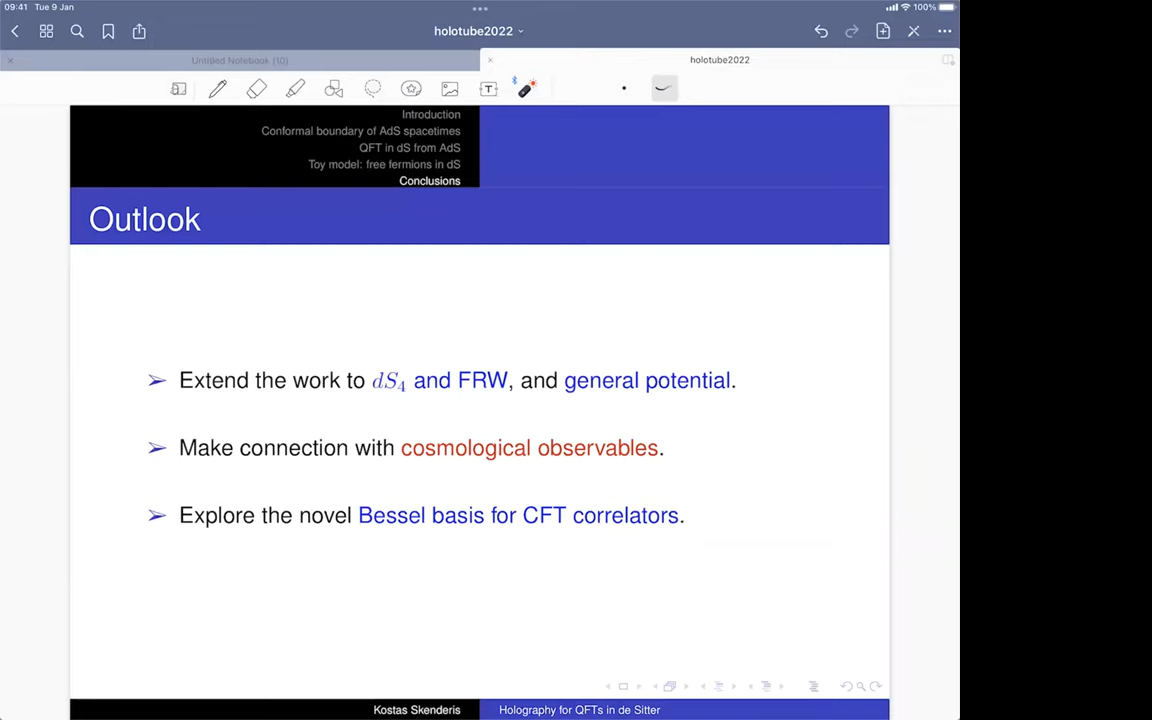 09:41 Tue 9 Jan
100%
holotube2022
Untitled Notebook (10)
holotube2022
T
Introduction
Conformal boundary of AdS spacetimes
QFT in dS from AdS
Toy model: free fermions in dS
Conclusions
Outlook
➢ Extend the work to dS₄ and FRW, and general potential.
➢ Make connection with cosmological observables.
➢ Explore the novel Bessel basis for CFT correlators.
Kostas Skenderis
Holography for QFTs in de Sitter